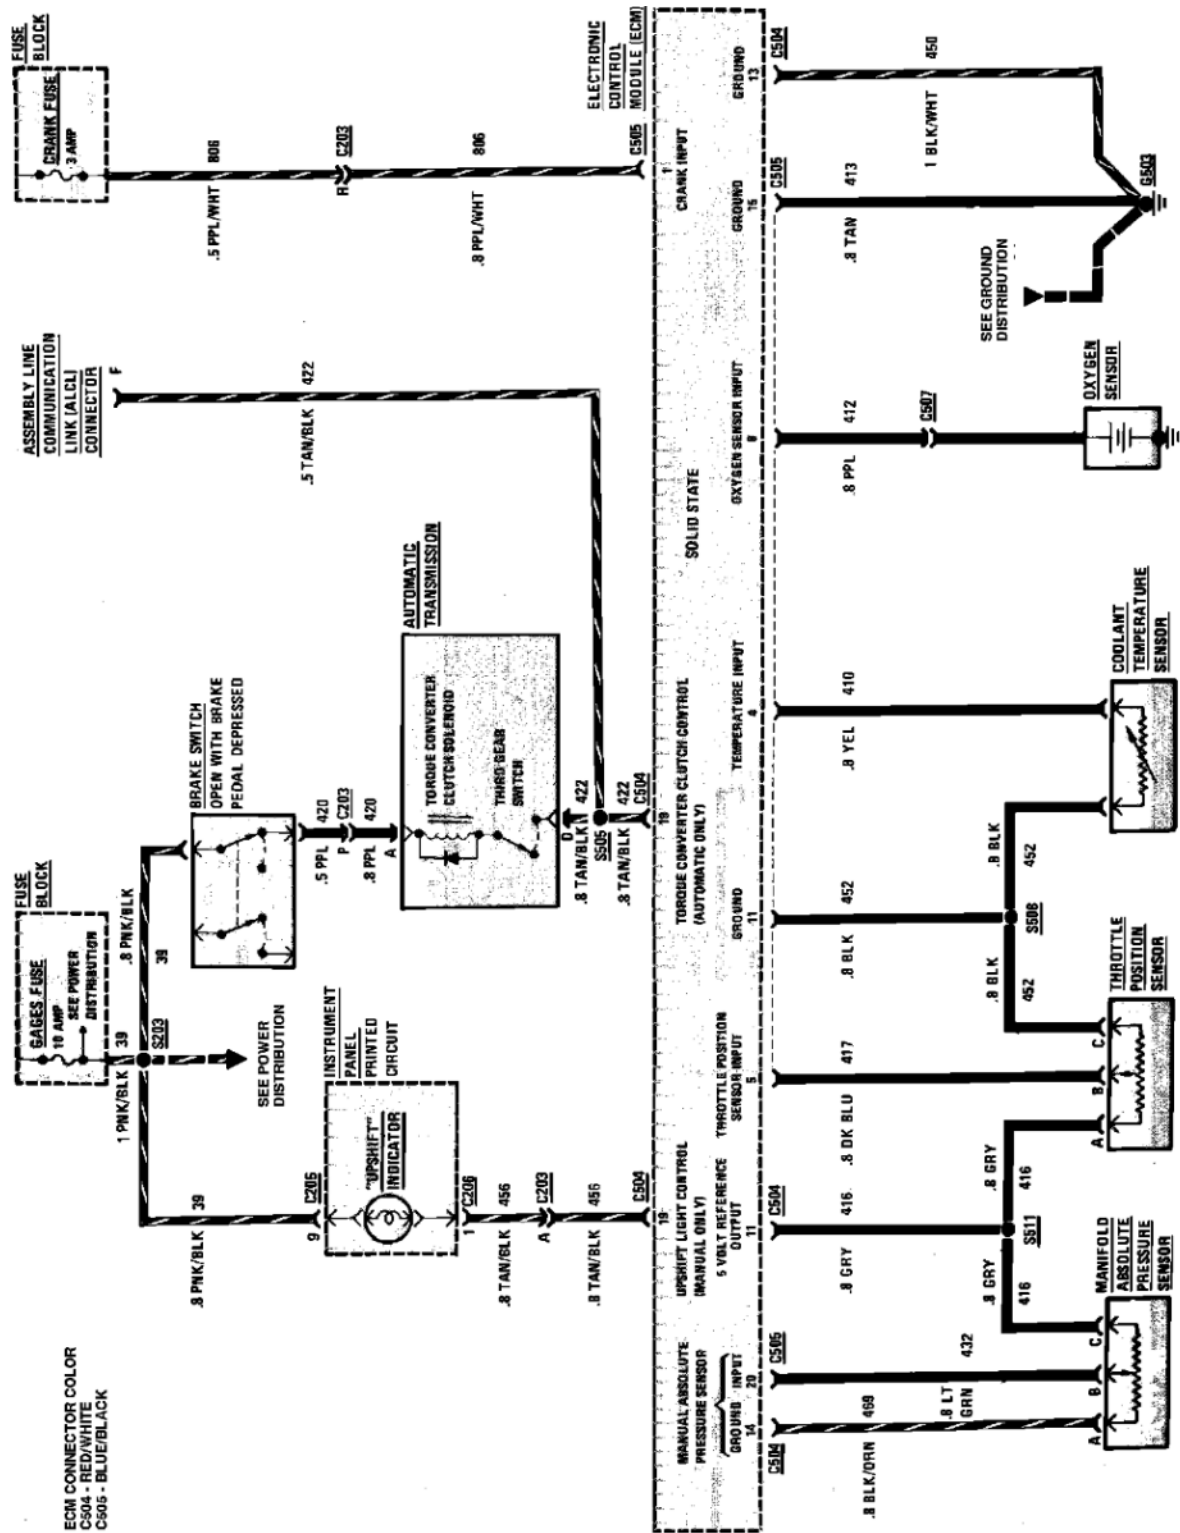 ECM CONNECTOR COLOR
C504 - RED/WHITE
C505 - BLUE/BLACK
FUSE
BLOCK
GAGES FUSE
10 AMP
SEE POWER
DISTRIBUTION
1 PNK/BLK
39
S203
.8 PNK/BLK
39
.8 PNK/BLK
39
SEE POWER
DISTRIBUTION
BRAKE SWITCH
OPEN WITH BRAKE
PEDAL DEPRESSED
9
C206
INSTRUMENT
PANEL
PRINTED
CIRCUIT
"UPSHIFT"
INDICATOR
1
C206
.8 TAN/BLK
456
A
C203
.8 TAN/BLK
456
C504
.5 PPL
420
P
C203
.8 PPL
420
A
AUTOMATIC
TRANSMISSION
TORQUE CONVERTER
CLUTCH SOLENOID
THIRD GEAR
SWITCH
D
.8 TAN/BLK
422
S505
.8 TAN/BLK
422
C504
ASSEMBLY LINE
COMMUNICATION
LINK (ALCL)
CONNECTOR
F
.5 TAN/BLK
422
FUSE
BLOCK
CRANK FUSE
3 AMP
.5 PPL/WHT
806
R
C203
.8 PPL/WHT
806
C505
ELECTRONIC
CONTROL
MODULE (ECM)
19
UPSHIFT LIGHT CONTROL
(MANUAL ONLY)
19
TORQUE CONVERTER CLUTCH CONTROL
(AUTOMATIC ONLY)
SOLID STATE
1
CRANK INPUT
MANUAL ABSOLUTE
PRESSURE SENSOR
GROUND
INPUT
14
20
5 VOLT REFERENCE
OUTPUT
11
THROTTLE POSITION
SENSOR INPUT
5
GROUND
11
TEMPERATURE INPUT
4
OXYGEN SENSOR INPUT
8
GROUND
15
GROUND
13
C504
C505
C504
C505
C504
.8 BLK/ORN
469
.8 LT
GRN
432
.8 GRY
416
.8 DK BLU
417
.8 BLK
452
.8 YEL
410
.8 PPL
412
C507
.8 TAN
413
1 BLK/WHT
450
.8 GRY
416
S511
.8 GRY
416
.8 BLK
452
S506
.8 BLK
452
SEE GROUND
DISTRIBUTION
G503
A
B
C
MANIFOLD
ABSOLUTE
PRESSURE
SENSOR
A
B
C
THROTTLE
POSITION
SENSOR
COOLANT
TEMPERATURE
SENSOR
OXYGEN
SENSOR